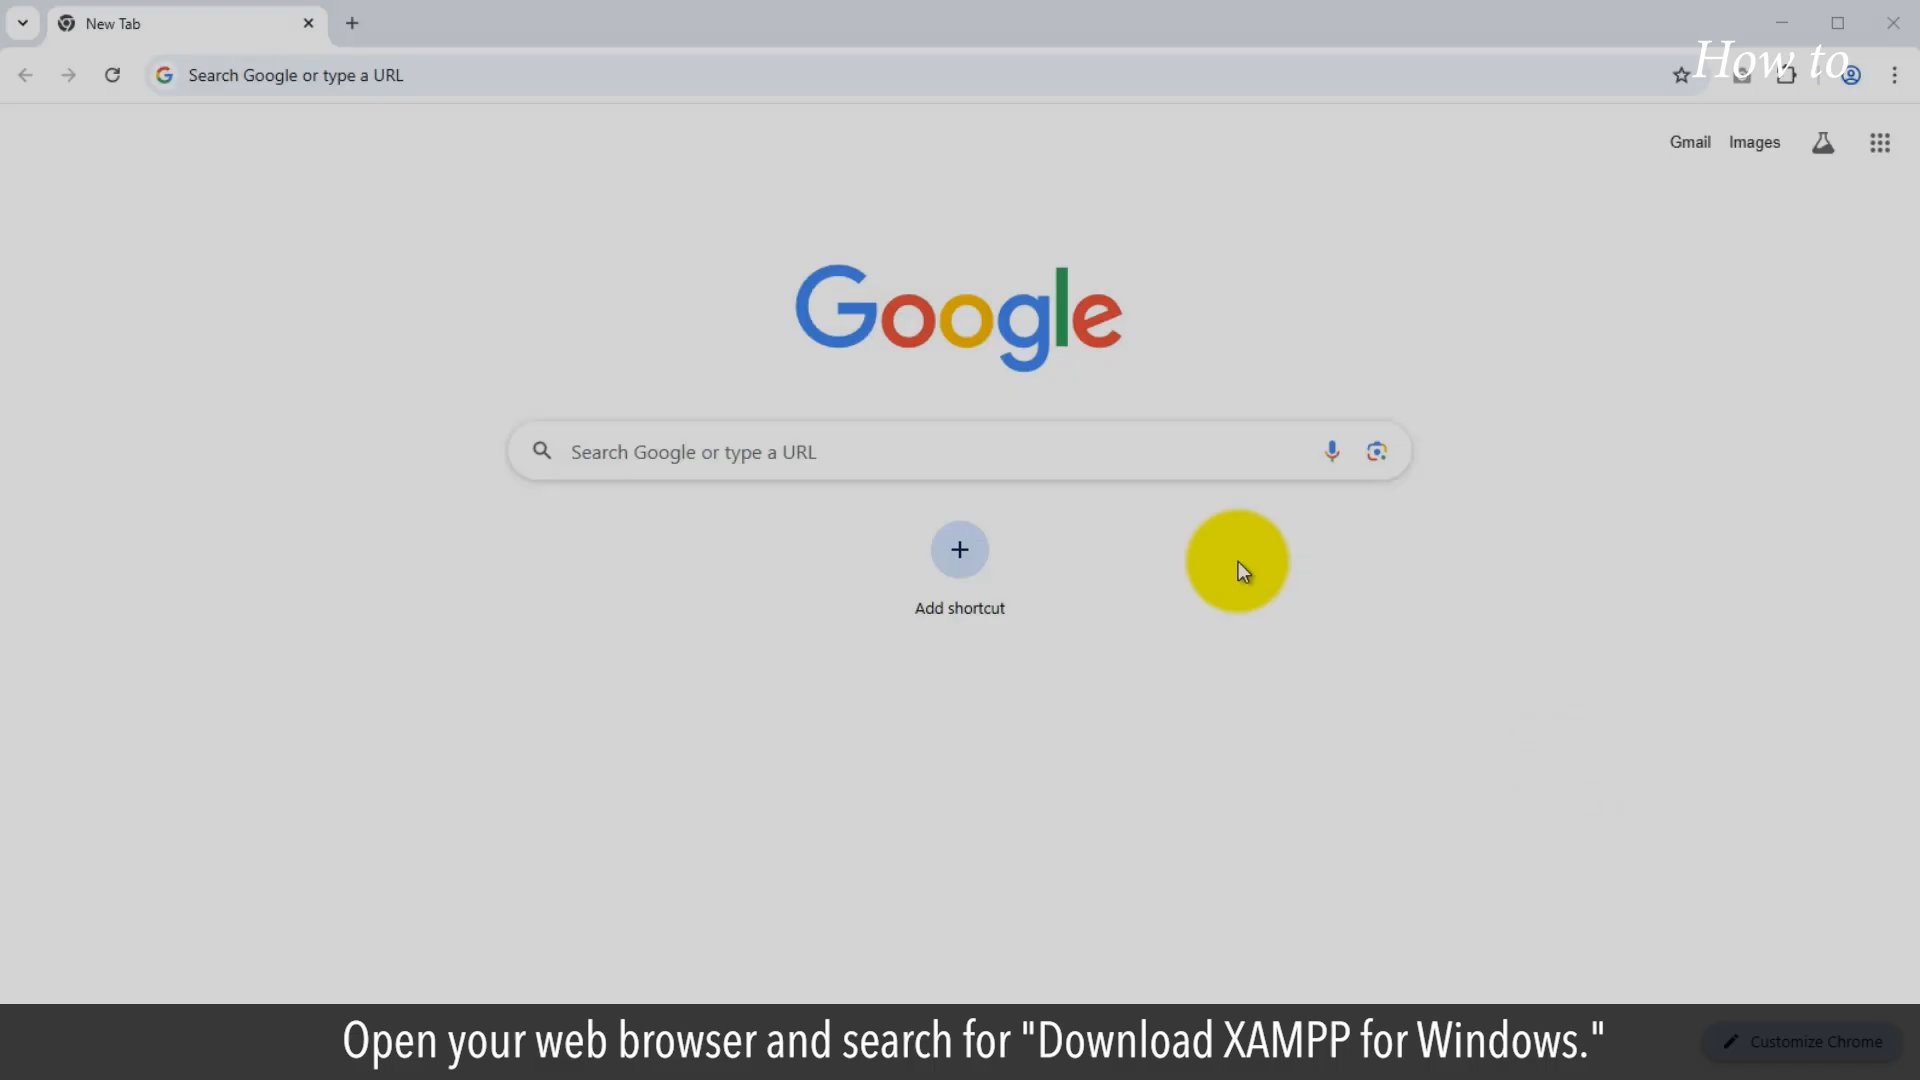 New Tab
How to
Search Google or type a URL
Gmail Images
Google
Search Google or type a URL
Add shortcut
Open your web browser and search for "Download XAMPP for Windows."
Customize Chrome